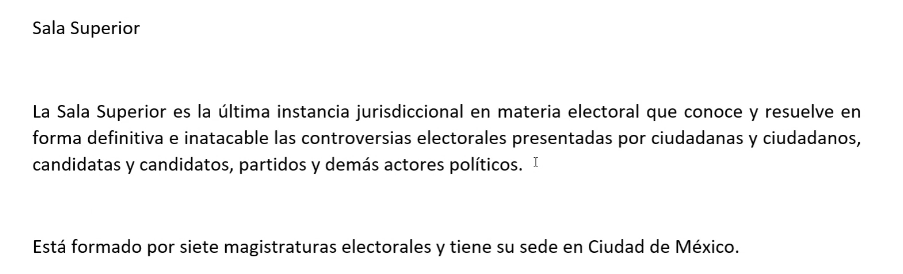 Sala Superior
La Sala Superior es la última instancia jurisdiccional en materia electoral que conoce y resuelve en
forma definitiva e inatacable las controversias electorales presentadas por ciudadanas y ciudadanos,
candidatas y candidatos, partidos y demás actores políticos.
Está formado por siete magistraturas electorales y tiene su sede en Ciudad de México.